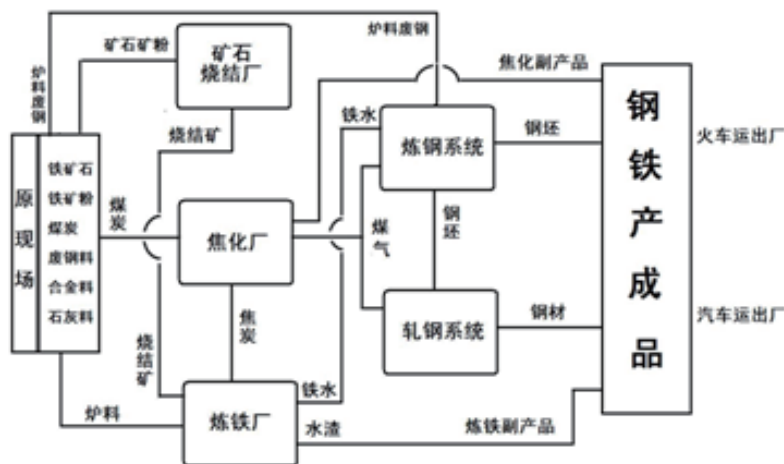 炉料废钢
矿石矿粉
矿石
烧结厂
炉料废钢
焦化副产品
炉料废钢
烧结矿
铁水
炼钢系统
钢坯
钢铁产成品
火车运出厂
原现场
铁矿石
铁矿粉
煤炭
废钢料
合金料
石灰料
煤炭
焦化厂
煤气
钢坯
焦炭
轧钢系统
钢材
汽车运出厂
烧结矿
炉料
炼铁厂
铁水
水渣
炼铁副产品